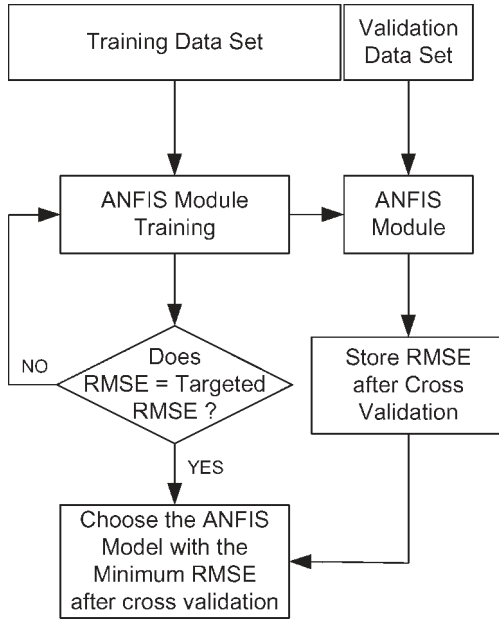 Training Data Set
Validation
Data Set
ANFIS Module
Training
ANFIS
Module
Does
RMSE = Targeted
RMSE ?
NO
YES
Store RMSE
after Cross
Validation
Choose the ANFIS
Model with the
Minimum RMSE
after cross validation